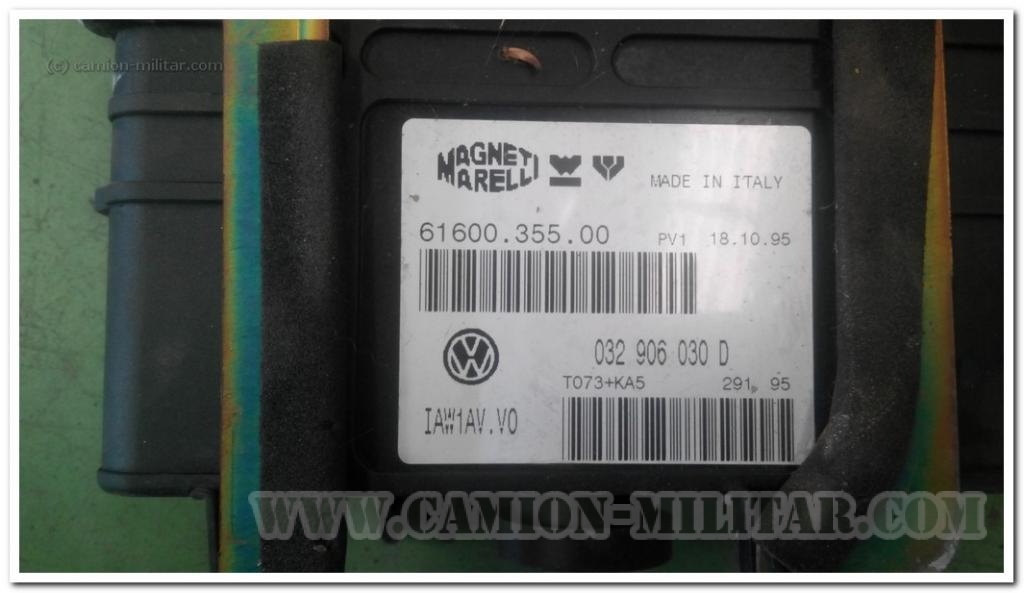 (c) camion-militar.com
MAGNETI MARELLI
MADE IN ITALY
61600.355.00 PV1 18.10.95
VW 032 906 030 D
T073+KA5 291, 95
IAW1AV.V0
WWW.CAMION-MILITAR.COM